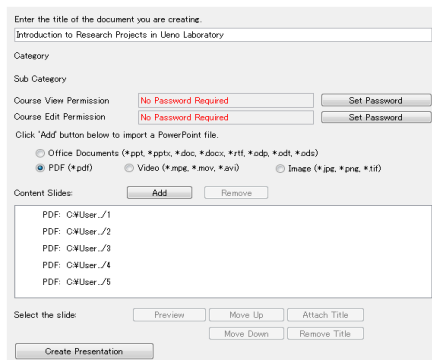 Enter the title of the document you are creating.
Introduction to Research Projects in Ueno Laboratory
Category
Sub Category
Course View Permission No Password Required Set Password
Course Edit Permission No Password Required Set Password
Click 'Add' button below to import a PowerPoint file.
Office Documents (*ppt, *pptx, *.doc, *.docx, *rtf, *odp, *.odt, *.ods)
PDF (*pdf) Video (*.mpg, *.mov, *.avi) Image (*.jpg, *.png, *.tif)
Content Slides: Add Remove
PDF: C:¥User../1
PDF: C:¥User../2
PDF: C:¥User../3
PDF: C:¥User../4
PDF: C:¥User../5
Select the slide: Preview Move Up Attach Title
Move Down Remove Title
Create Presentation